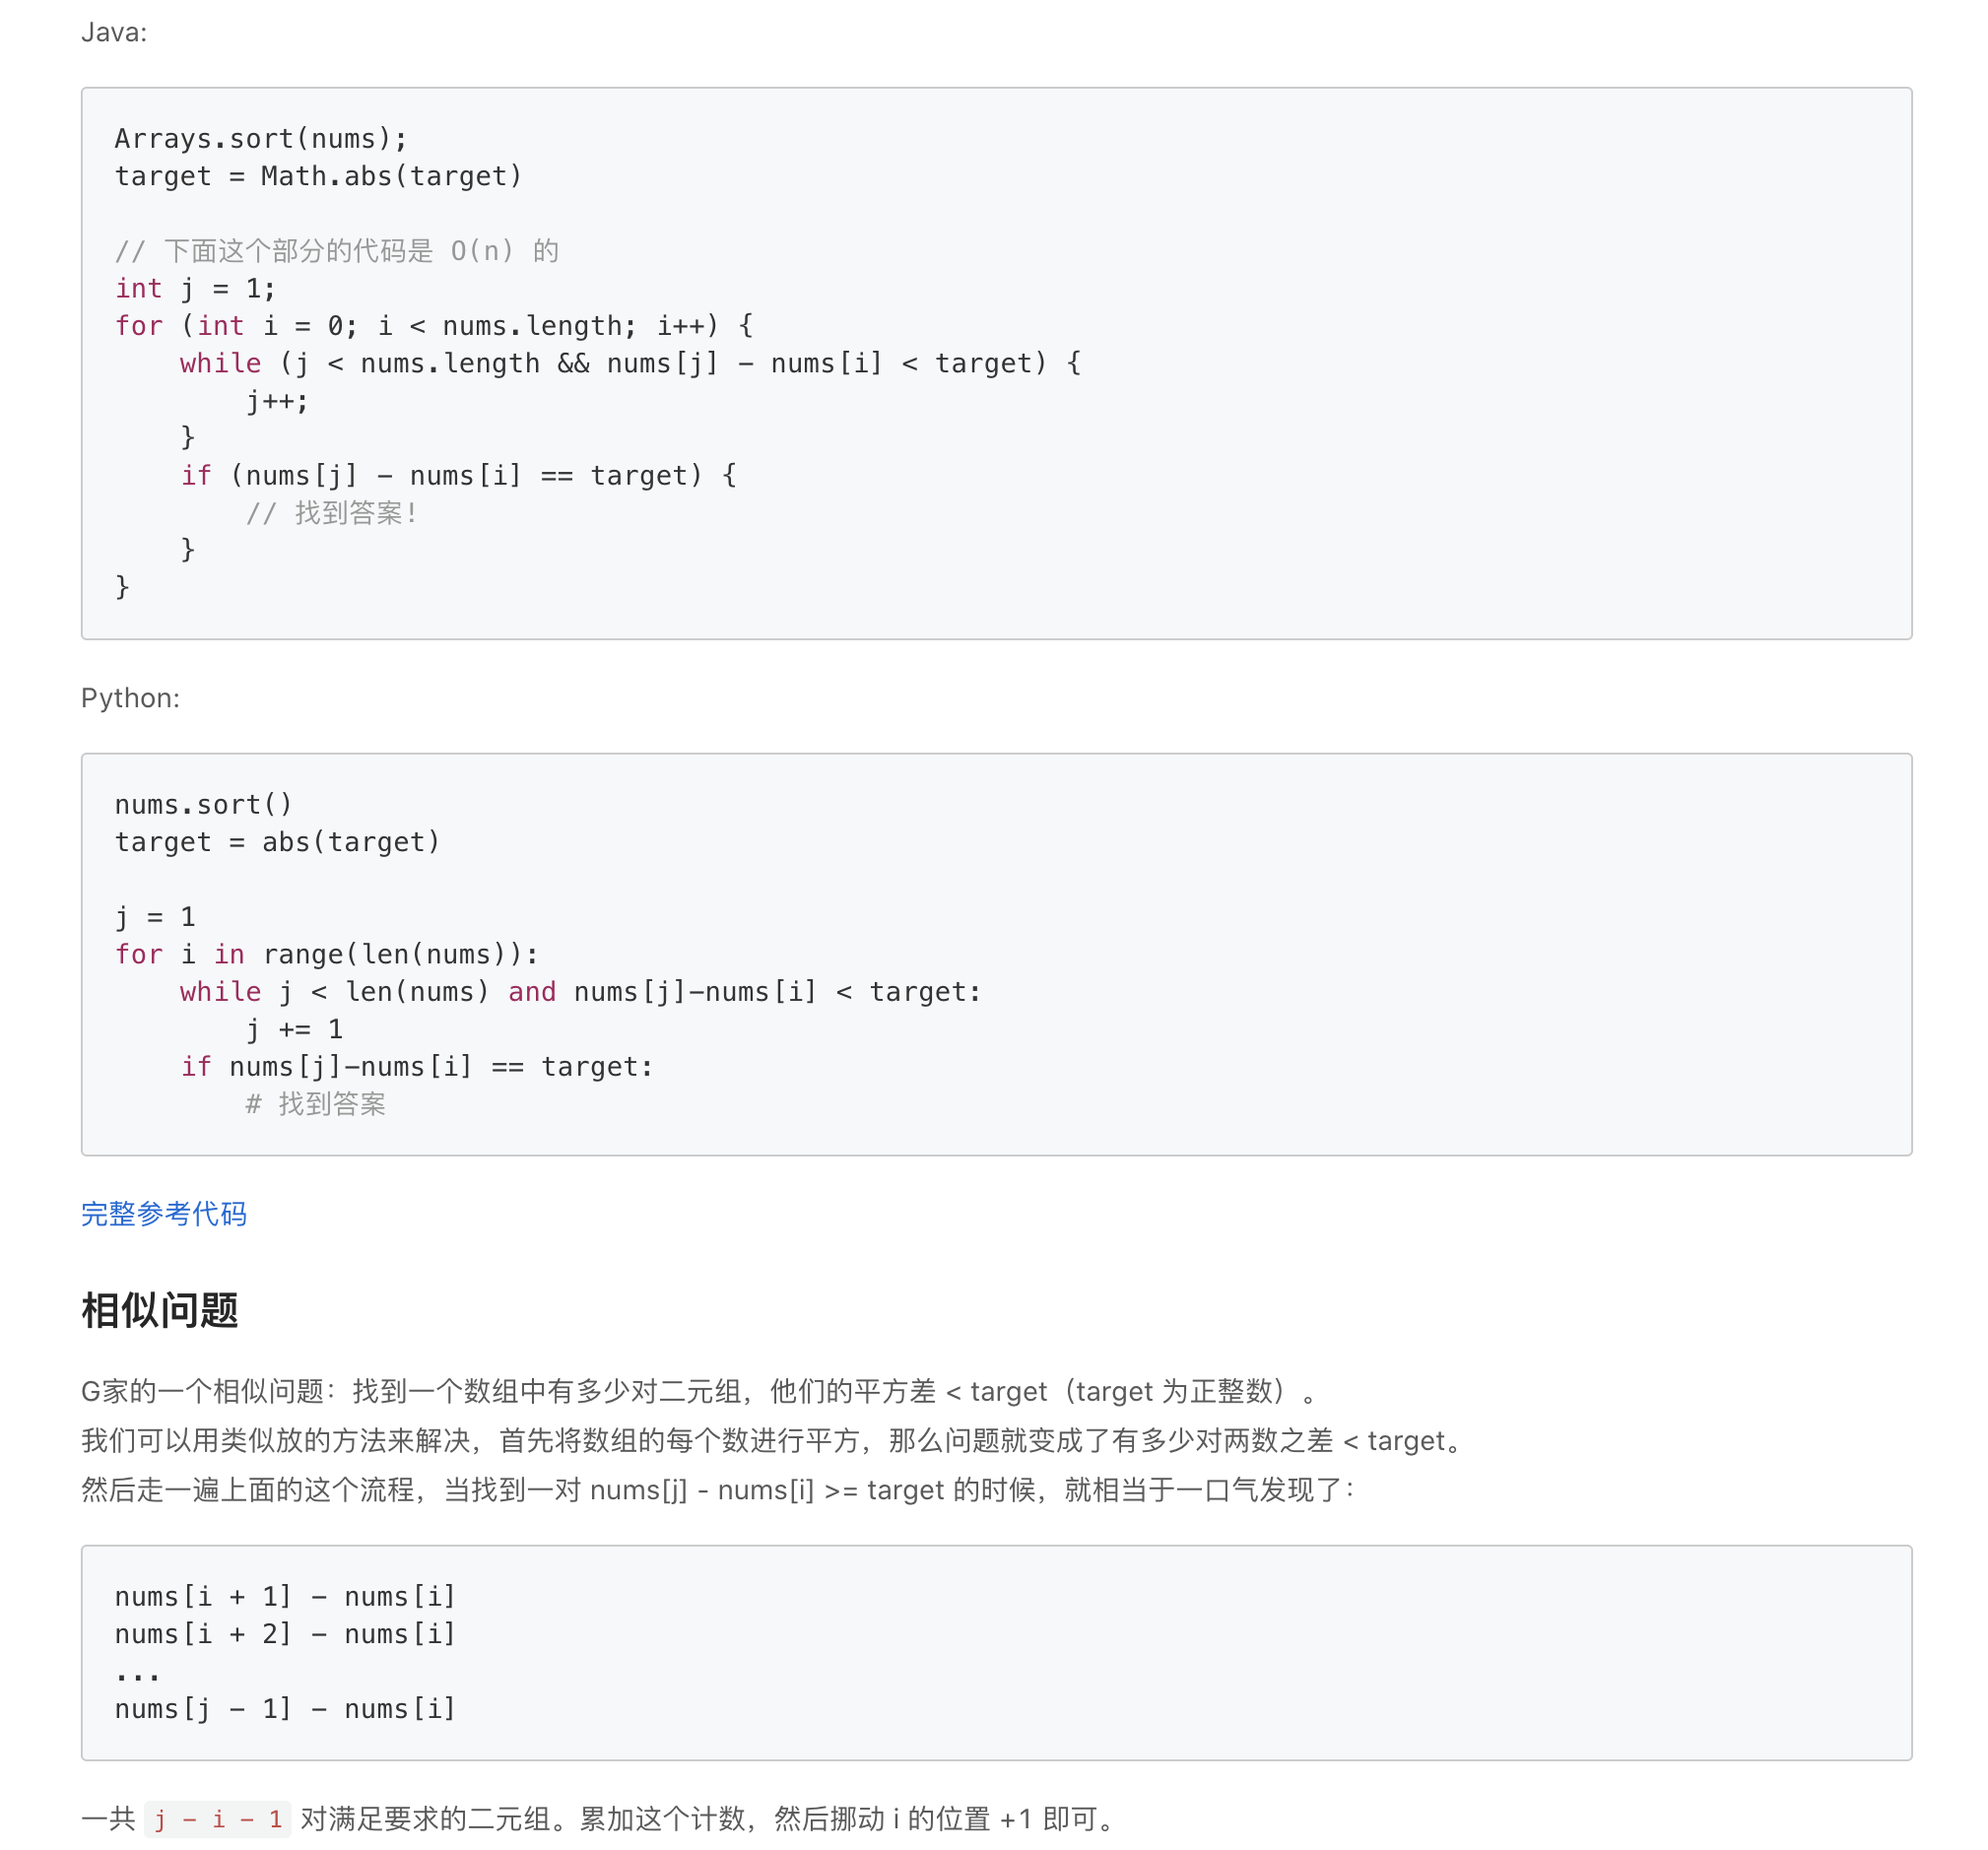 Java:
Arrays.sort(nums);
target = Math.abs(target)
// 下面这个部分的代码是 O(n) 的
int j = 1;
for (int i = 0; i < nums.length; i++) {
    while (j < nums.length && nums[j] - nums[i] < target) {
        j++;
    }
    if (nums[j] - nums[i] == target) {
        // 找到答案!
    }
}
Python:
nums.sort()
target = abs(target)
j = 1
for i in range(len(nums)):
    while j < len(nums) and nums[j]-nums[i] < target:
        j += 1
    if nums[j]-nums[i] == target:
        # 找到答案
完整参考代码
相似问题
G家的一个相似问题：找到一个数组中有多少对二元组，他们的平方差 < target（target 为正整数）。
我们可以用类似放的方法来解决，首先将数组的每个数进行平方，那么问题就变成了有多少对两数之差 < target。
然后走一遍上面的这个流程，当找到一对 nums[j] - nums[i] >= target 的时候，就相当于一口气发现了：
nums[i + 1] - nums[i]
nums[i + 2] - nums[i]
...
nums[j - 1] - nums[i]
一共 j - i - 1 对满足要求的二元组。累加这个计数，然后挪动 i 的位置 +1 即可。